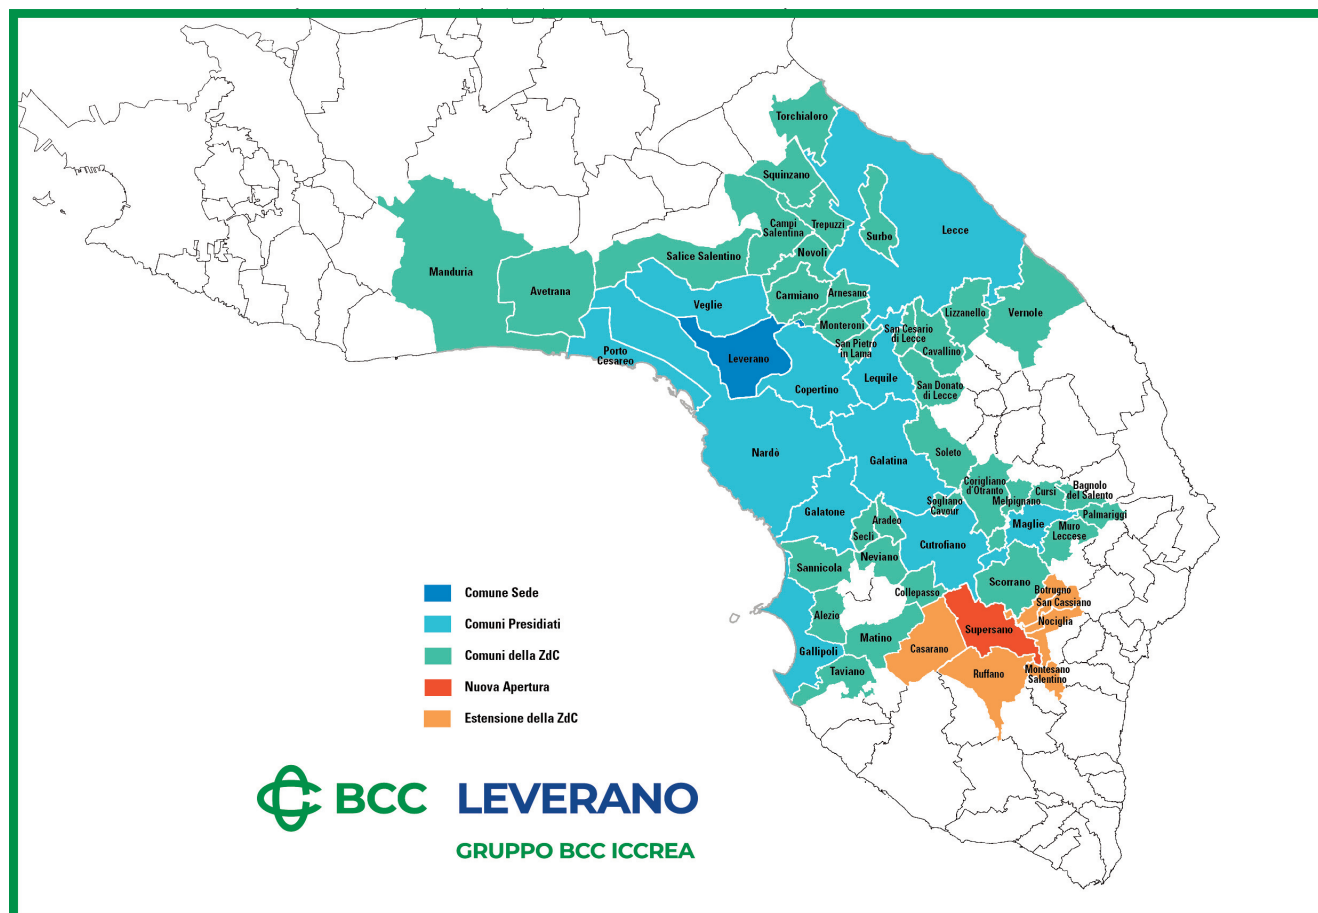 Torchialoro
Squinzano
Campi
Salentina
Trepuzzi
Surbo
Lecce
Novoli
Salice Salentino
Manduria
Avetrana
Veglie
Carmiano
Arnesano
Lizzanello
Vernole
Monteroni
San Cesario
di Lecce
San Pietro
in Lama
Cavallino
Porto
Cesareo
Leverano
Copertino
Lequile
San Donato
di Lecce
Nardò
Galatina
Soleto
Corigliano
d'Otranto
Melpignano
Cursi
Bagnolo
del Salento
Palmariggi
Sogliano
Cavour
Galatone
Aradeo
Secli
Maglie
Muro
Leccese
Cutrofiano
Neviano
Sannicola
Scorrano
Collepasso
Botrugno
San Cassiano
Nociglia
Alezio
Matino
Supersano
Casarano
Gallipoli
Taviano
Ruffano
Montesano
Salentino
Comune Sede
Comuni Presidiati
Comuni della ZdC
Nuova Apertura
Estensione della ZdC
BCC LEVERANO
GRUPPO BCC ICCREA